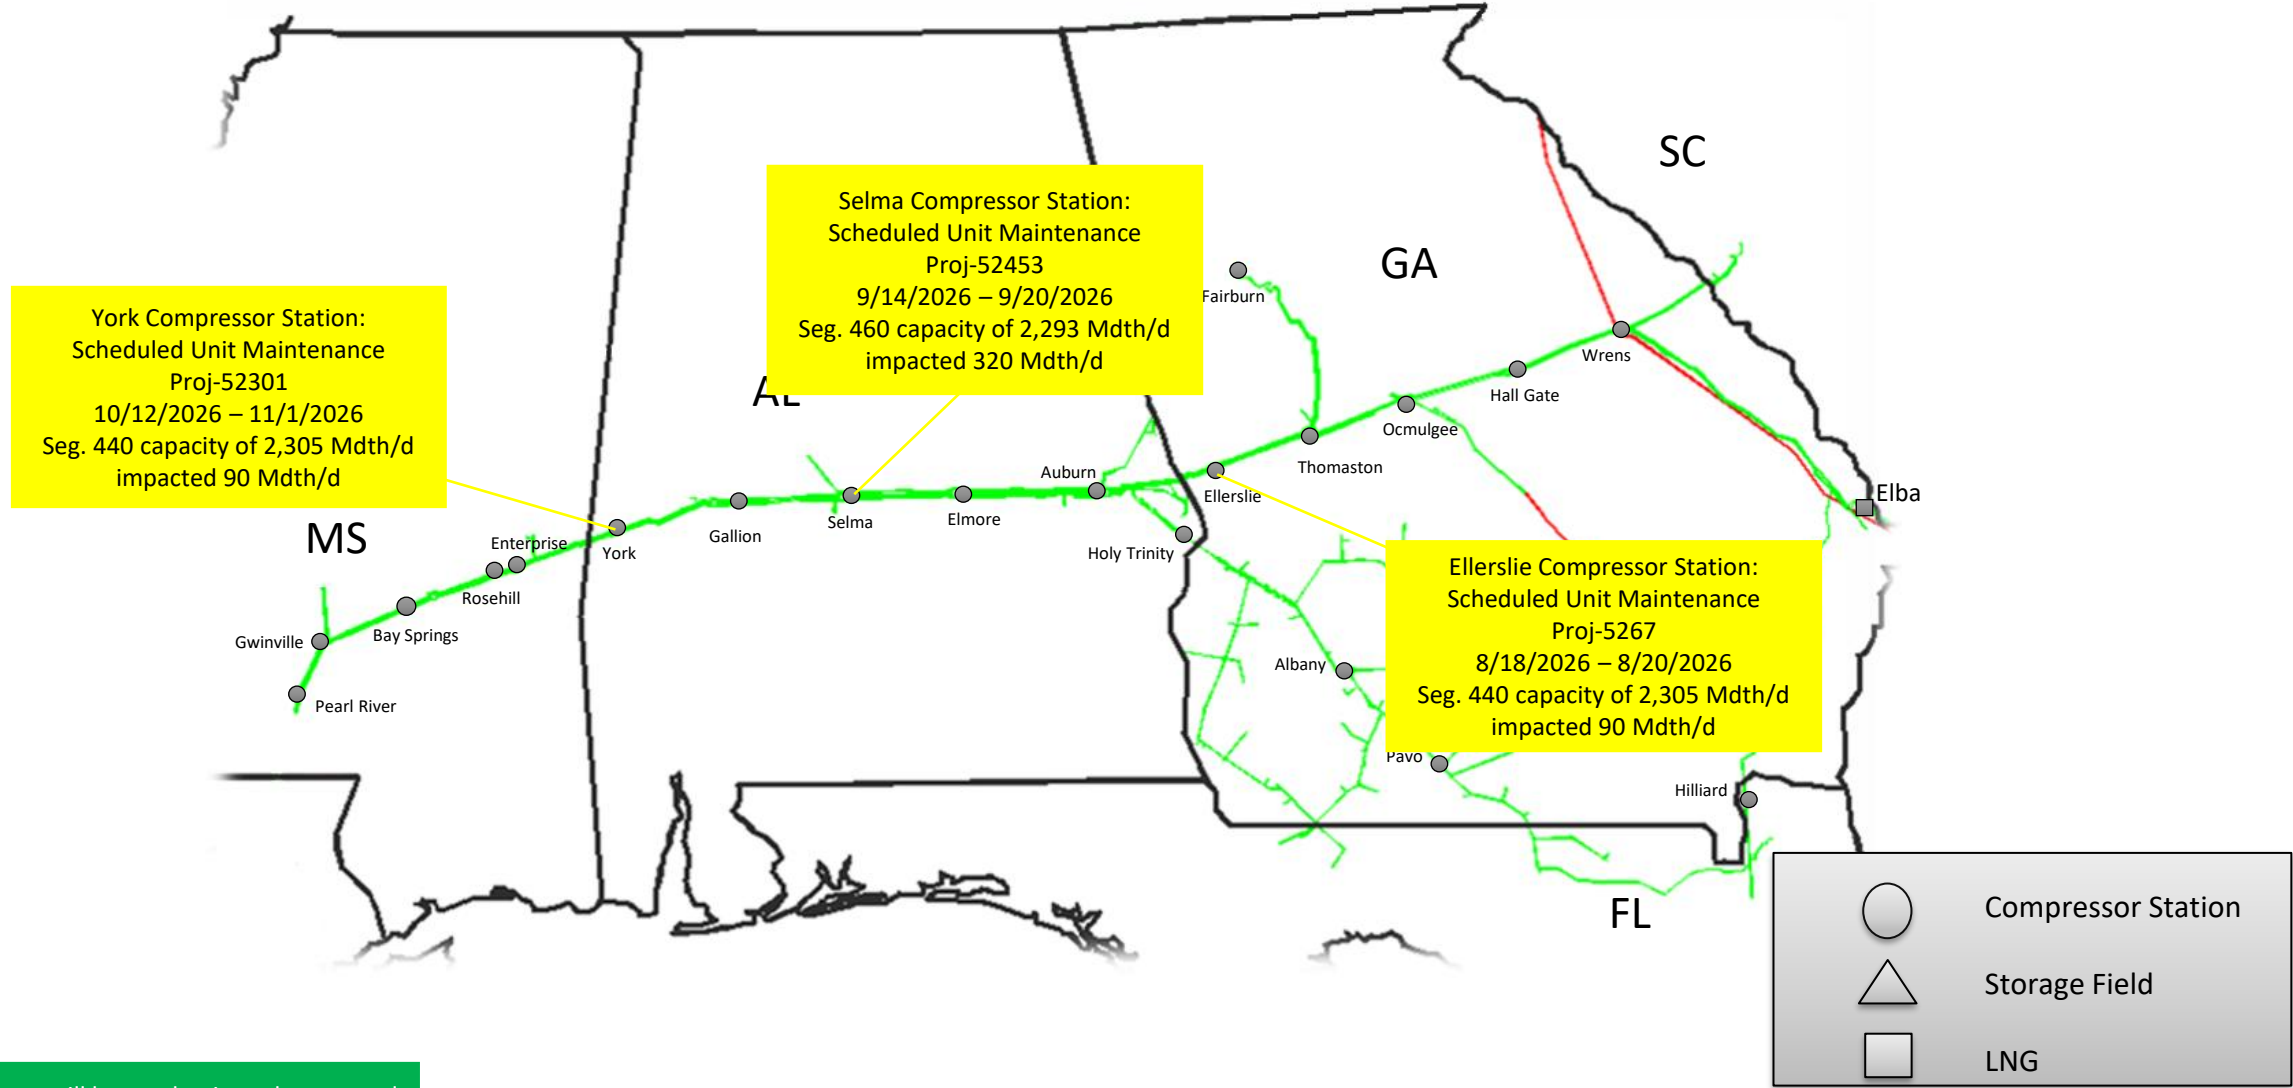 SC
Selma Compressor Station:
Scheduled Unit Maintenance
Proj-52453
9/14/2026 – 9/20/2026
Seg. 460 capacity of 2,293 Mdth/d
impacted 320 Mdth/d
GA
Fairburn
York Compressor Station:
Scheduled Unit Maintenance
Proj-52301
10/12/2026 – 11/1/2026
Seg. 440 capacity of 2,305 Mdth/d
impacted 90 Mdth/d
AL
Wrens
Hall Gate
Ocmulgee
Thomaston
Auburn
Ellerslie
Elba
Selma
Elmore
Gallion
York
Enterprise
Holy Trinity
MS
Rosehill
Bay Springs
Gwinville
Pearl River
Ellerslie Compressor Station:
Scheduled Unit Maintenance
Proj-5267
8/18/2026 – 8/20/2026
Seg. 440 capacity of 2,305 Mdth/d
impacted 90 Mdth/d
Albany
Pavo
Hilliard
FL
Compressor Station
Storage Field
LNG